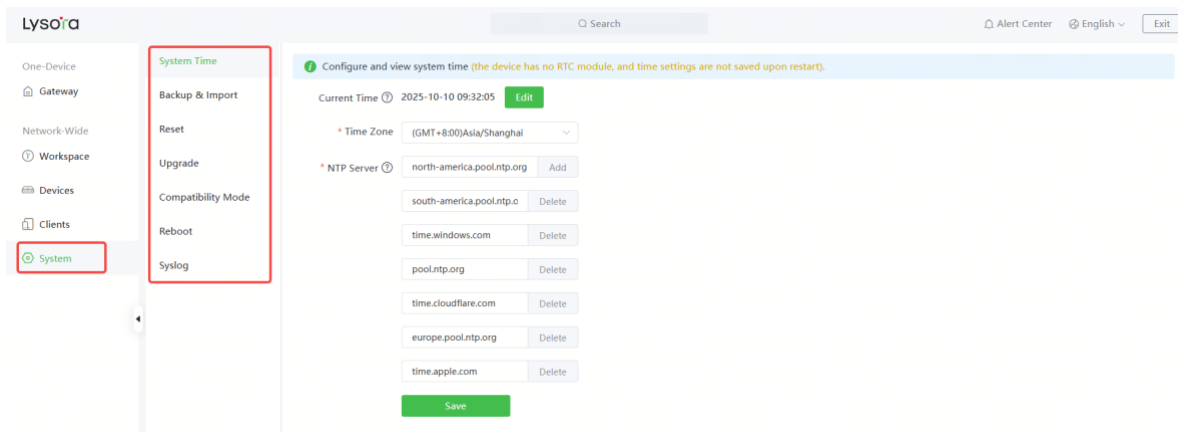 Lysora
Search
Alert Center
English
Exit
One-Device
Gateway
Network-Wide
Workspace
Devices
Clients
System
System Time
Backup & Import
Reset
Upgrade
Compatibility Mode
Reboot
Syslog
Configure and view system time (the device has no RTC module, and time settings are not saved upon restart).
Current Time 2025-10-10 09:32:05 Edit
* Time Zone (GMT+8:00)Asia/Shanghai
* NTP Server north-america.pool.ntp.org Add
south-america.pool.ntp.o Delete
time.windows.com Delete
pool.ntp.org Delete
time.cloudflare.com Delete
europe.pool.ntp.org Delete
time.apple.com Delete
Save